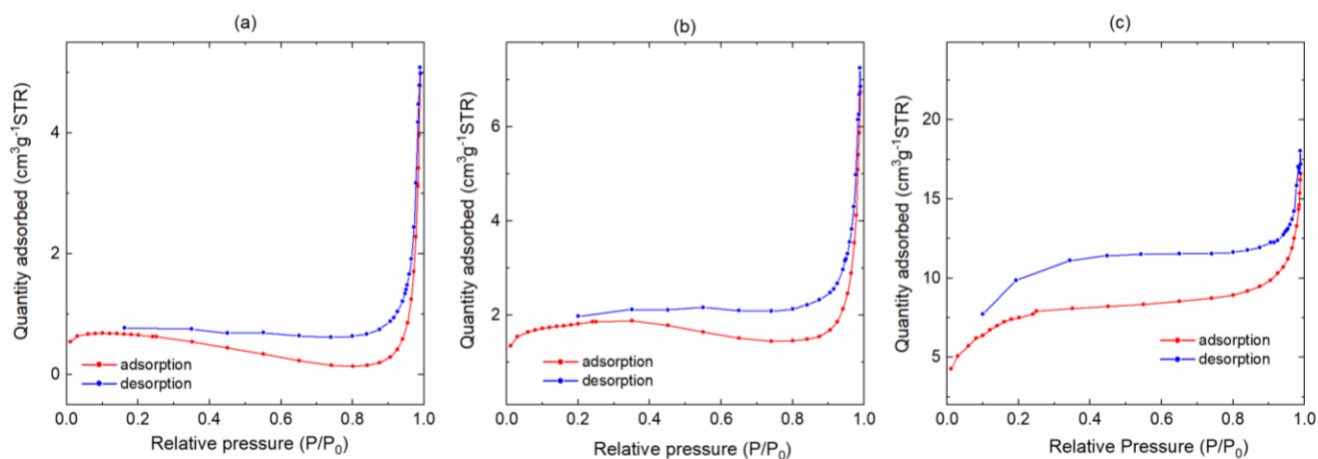 (a)
Quantity adsorbed (cm³g⁻¹STR)
4
2
0
0.0 0.2 0.4 0.6 0.8 1.0
Relative pressure (P/P₀)
adsorption
desorption
(b)
Quantity adsorbed (cm³g⁻¹STR)
6
4
2
0.0 0.2 0.4 0.6 0.8 1.0
Relative pressure (P/P₀)
adsorption
desorption
(c)
Quantity adsorbed (cm³g⁻¹STR)
20
15
10
5
0.0 0.2 0.4 0.6 0.8 1.0
Relative Pressure (P/P₀)
adsorption
desorption